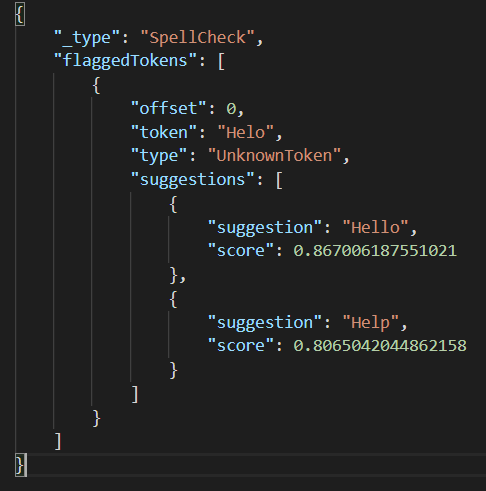 {
    "_type": "SpellCheck",
    "flaggedTokens": [
        {
            "offset": 0,
            "token": "Helo",
            "type": "UnknownToken",
            "suggestions": [
                {
                    "suggestion": "Hello",
                    "score": 0.867006187551021
                },
                {
                    "suggestion": "Help",
                    "score": 0.8065042044862158
                }
            ]
        }
    ]
}